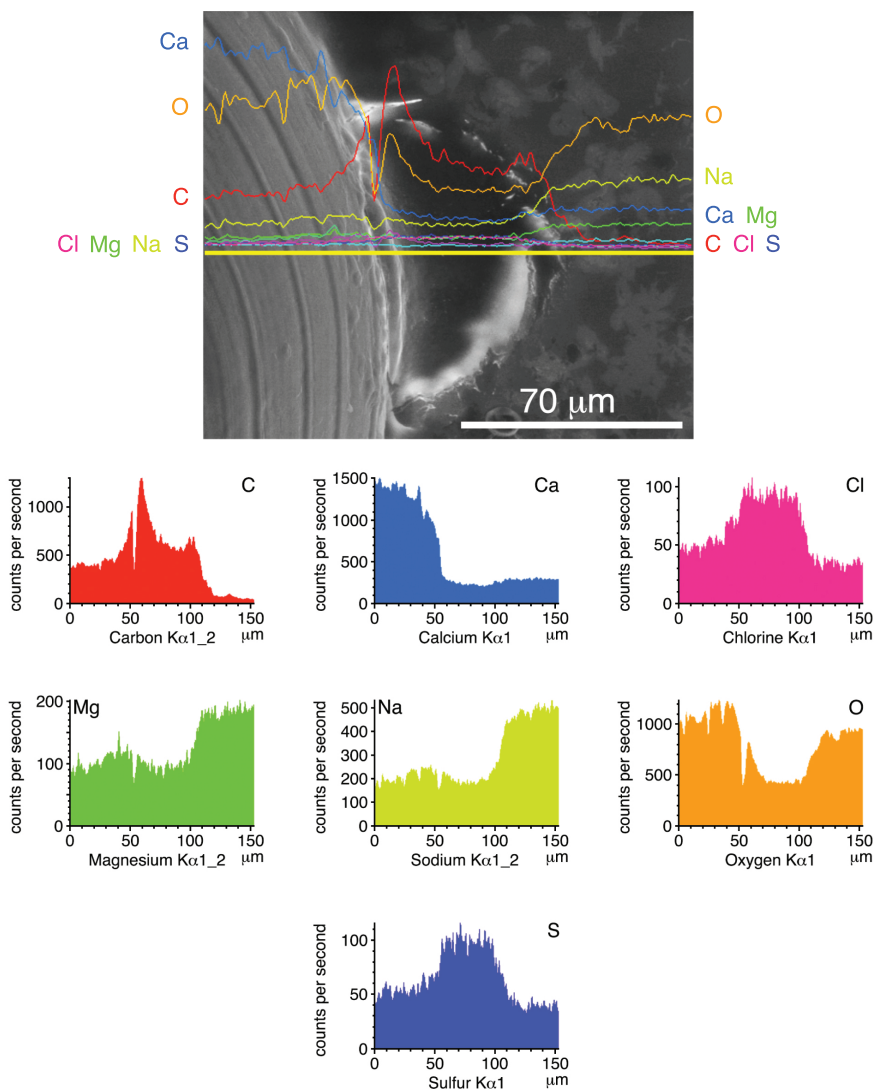 Ca
O
C
Cl Mg Na S
O
Na
Ca Mg
C Cl S
70 μm
counts per second
1000
500
0
C
0 50 100 150 μm
Carbon Kα1_2
counts per second
1500
1000
500
0
Ca
0 50 100 150 μm
Calcium Kα1
counts per second
100
50
0
Cl
0 50 100 150 μm
Chlorine Kα1
counts per second
200
100
0
Mg
0 50 100 150 μm
Magnesium Kα1_2
counts per second
500
400
300
200
100
0
Na
0 50 100 150 μm
Sodium Kα1_2
counts per second
1000
500
0
O
0 50 100 150 μm
Oxygen Kα1
counts per second
100
50
0
S
0 50 100 150 μm
Sulfur Kα1